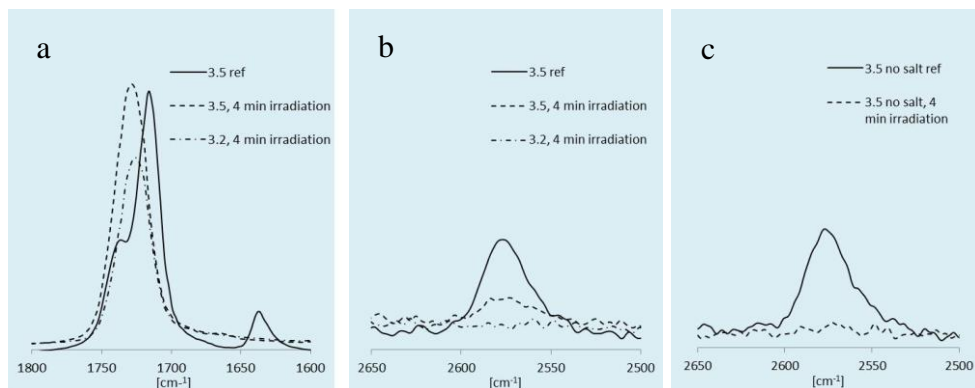 a
3.5 ref
3.5, 4 min irradiation
3.2, 4 min irradiation
1800 1750 1700 1650 1600
[cm-1]
b
3.5 ref
3.5, 4 min irradiation
3.2, 4 min irradiation
2650 2600 2550 2500
[cm-1]
c
3.5 no salt ref
3.5 no salt, 4
min irradiation
2650 2600 2550 2500
[cm-1]